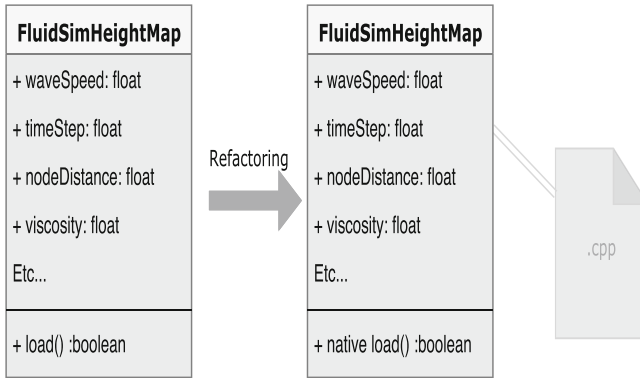 FluidSimHeightMap
+ waveSpeed: float
+ timeStep: float
+ nodeDistance: float
+ viscosity: float
Etc...
+ load() :boolean
Refactoring
FluidSimHeightMap
+ waveSpeed: float
+ timeStep: float
+ nodeDistance: float
+ viscosity: float
Etc...
+ native load() :boolean
.cpp